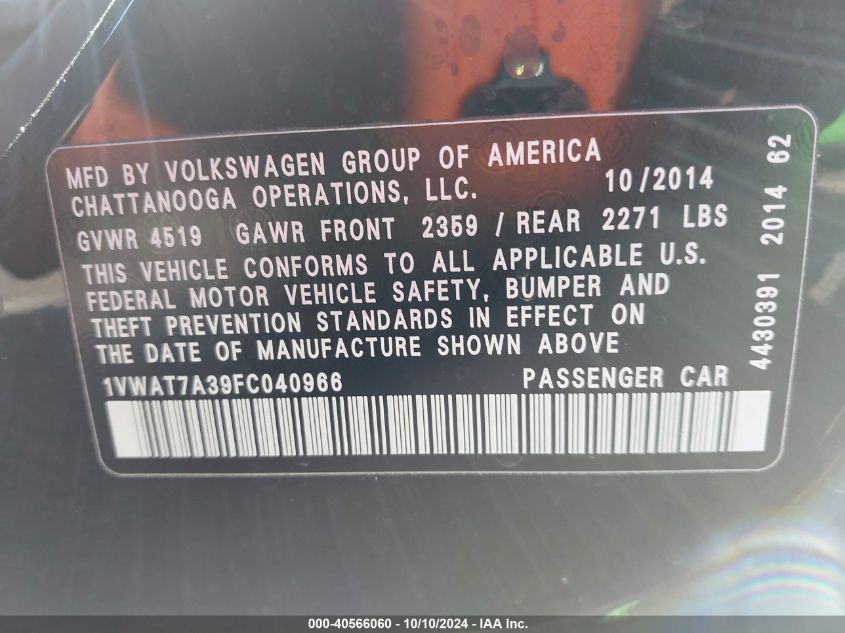 MFD BY VOLKSWAGEN GROUP OF AMERICA
CHATTANOOGA OPERATIONS, LLC. 10/2014
GVWR 4519 GAWR FRONT 2359 / REAR 2271 LBS
THIS VEHICLE CONFORMS TO ALL APPLICABLE U.S.
FEDERAL MOTOR VEHICLE SAFETY, BUMPER AND
THEFT PREVENTION STANDARDS IN EFFECT ON
THE DATE OF MANUFACTURE SHOWN ABOVE
1VWAT7A39FC040966 PASSENGER CAR
4430391 2014 62
000-40566060 - 10/10/2024 - IAA Inc.